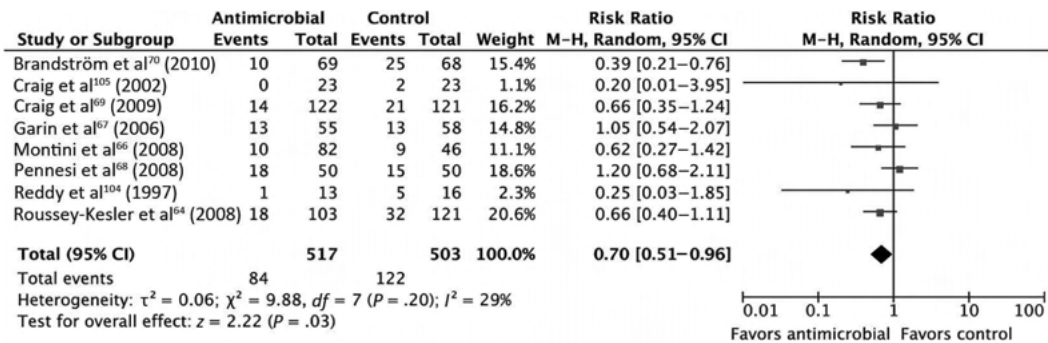 Antimicrobial Control Risk Ratio Risk Ratio
Study or Subgroup Events Total Events Total Weight M-H, Random, 95% CI M-H, Random, 95% CI
Brandström et al⁷⁰ (2010) 10 69 25 68 15.4% 0.39 [0.21–0.76]
Craig et al¹⁰⁵ (2002) 0 23 2 23 1.1% 0.20 [0.01–3.95]
Craig et al⁶⁹ (2009) 14 122 21 121 16.2% 0.66 [0.35–1.24]
Garin et al⁶⁷ (2006) 13 55 13 58 14.8% 1.05 [0.54–2.07]
Montini et al⁶⁶ (2008) 10 82 9 46 11.1% 0.62 [0.27–1.42]
Pennesi et al⁶⁸ (2008) 18 50 15 50 18.6% 1.20 [0.68–2.11]
Reddy et al¹⁰⁴ (1997) 1 13 5 16 2.3% 0.25 [0.03–1.85]
Roussey-Kesler et al⁶⁴ (2008) 18 103 32 121 20.6% 0.66 [0.40–1.11]
Total (95% CI) 517 503 100.0% 0.70 [0.51–0.96]
Total events 84 122
Heterogeneity: τ² = 0.06; χ² = 9.88, df = 7 (P = .20); I² = 29%
Test for overall effect: z = 2.22 (P = .03)
0.01 0.1 1 10 100
Favors antimicrobial Favors control